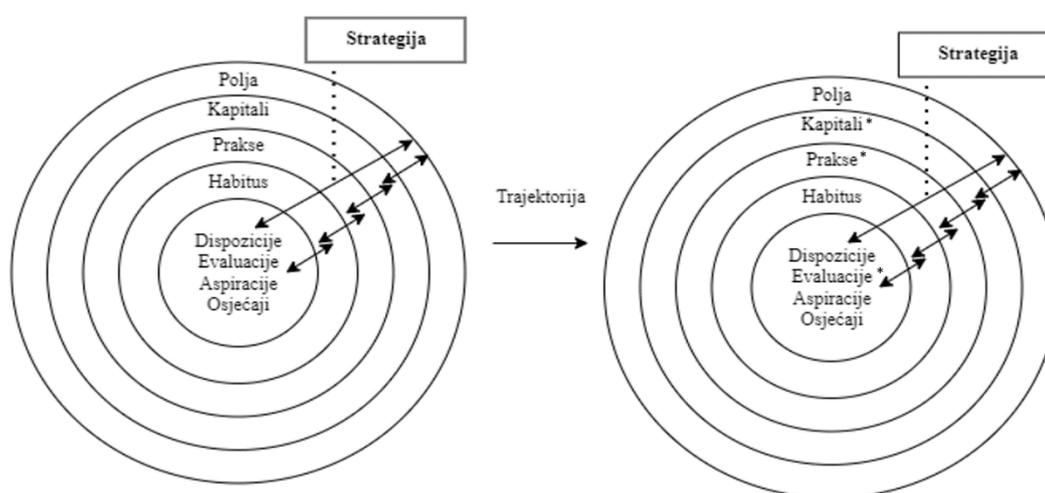 Strategija
Polja
Kapitali
Prakse
Habitus
Dispozicije
Evaluacije
Aspiracije
Osjećaji
Trajektorija
Strategija
Polja
Kapitali *
Prakse *
Habitus
Dispozicije
Evaluacije *
Aspiracije
Osjećaji